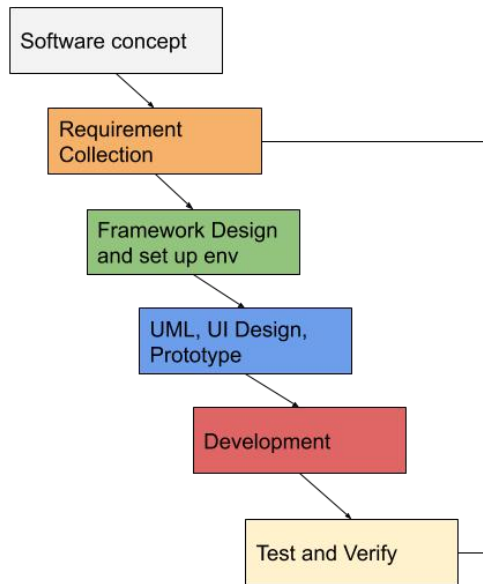 Software concept
Requirement
Collection
Framework Design
and set up env
UML, UI Design,
Prototype
Development
Test and Verify